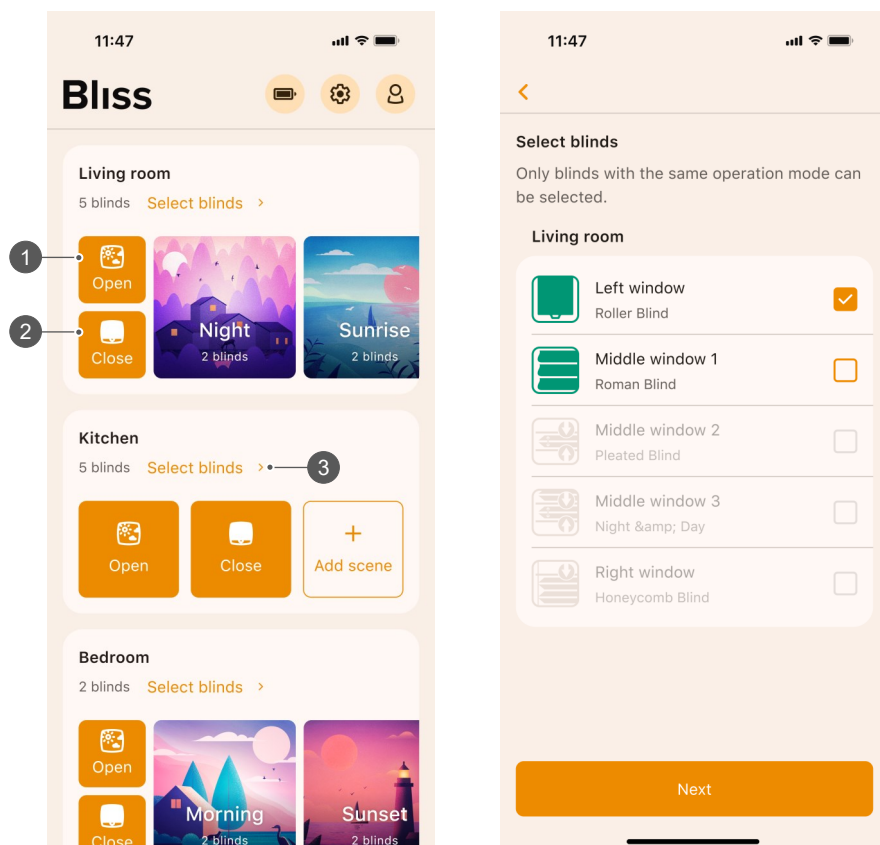 11:47
Blıss
Living room
5 blinds Select blinds >
1
Open
2
Close
Night
2 blinds
Sunrise
2 blinds
Kitchen
5 blinds Select blinds >
3
Open
Close
+
Add scene
Bedroom
2 blinds Select blinds >
Open
Close
Morning
2 blinds
Sunset
2 blinds
11:47
Select blinds
Only blinds with the same operation mode can
be selected.
Living room
Left window
Roller Blind
Middle window 1
Roman Blind
Middle window 2
Pleated Blind
Middle window 3
Night &amp; Day
Right window
Honeycomb Blind
Next